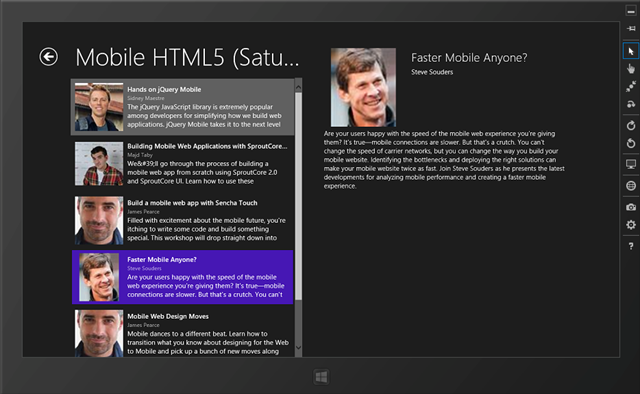 Mobile HTML5 (Satu...
Hands on jQuery Mobile
Sidney Maestre
The jQuery JavaScript library is extremely popular
among developers for simplifying how we build web
applications. jQuery Mobile takes it to the next level
Building Mobile Web Applications with SproutCore...
Majd Taby
We&#39;ll go through the process of building a
mobile web app from scratch using SproutCore 2.0
and SproutCore UI. Learn how to use these
Build a mobile web app with Sencha Touch
James Pearce
Filled with excitement about the mobile future, you're
itching to write some code and build something
special. This workshop will drop straight down into
Faster Mobile Anyone?
Steve Souders
Are your users happy with the speed of the mobile
web experience you're giving them? It's true—mobile
connections are slower. But that's a crutch. You can't
Mobile Web Design Moves
James Pearce
Mobile dances to a different beat. Learn how to
transition what you know about designing for the Web
to Mobile and pick up a bunch of new moves along
Faster Mobile Anyone?
Steve Souders
Are your users happy with the speed of the mobile web experience you're giving
them? It's true—mobile connections are slower. But that's a crutch. You can't
change the speed of carrier networks, but you can change the way you build your
mobile website. Identifying the bottlenecks and deploying the right solutions can
make your mobile website twice as fast. Join Steve Souders as he presents the latest
developments for analyzing mobile performance and creating a faster mobile
experience.
?